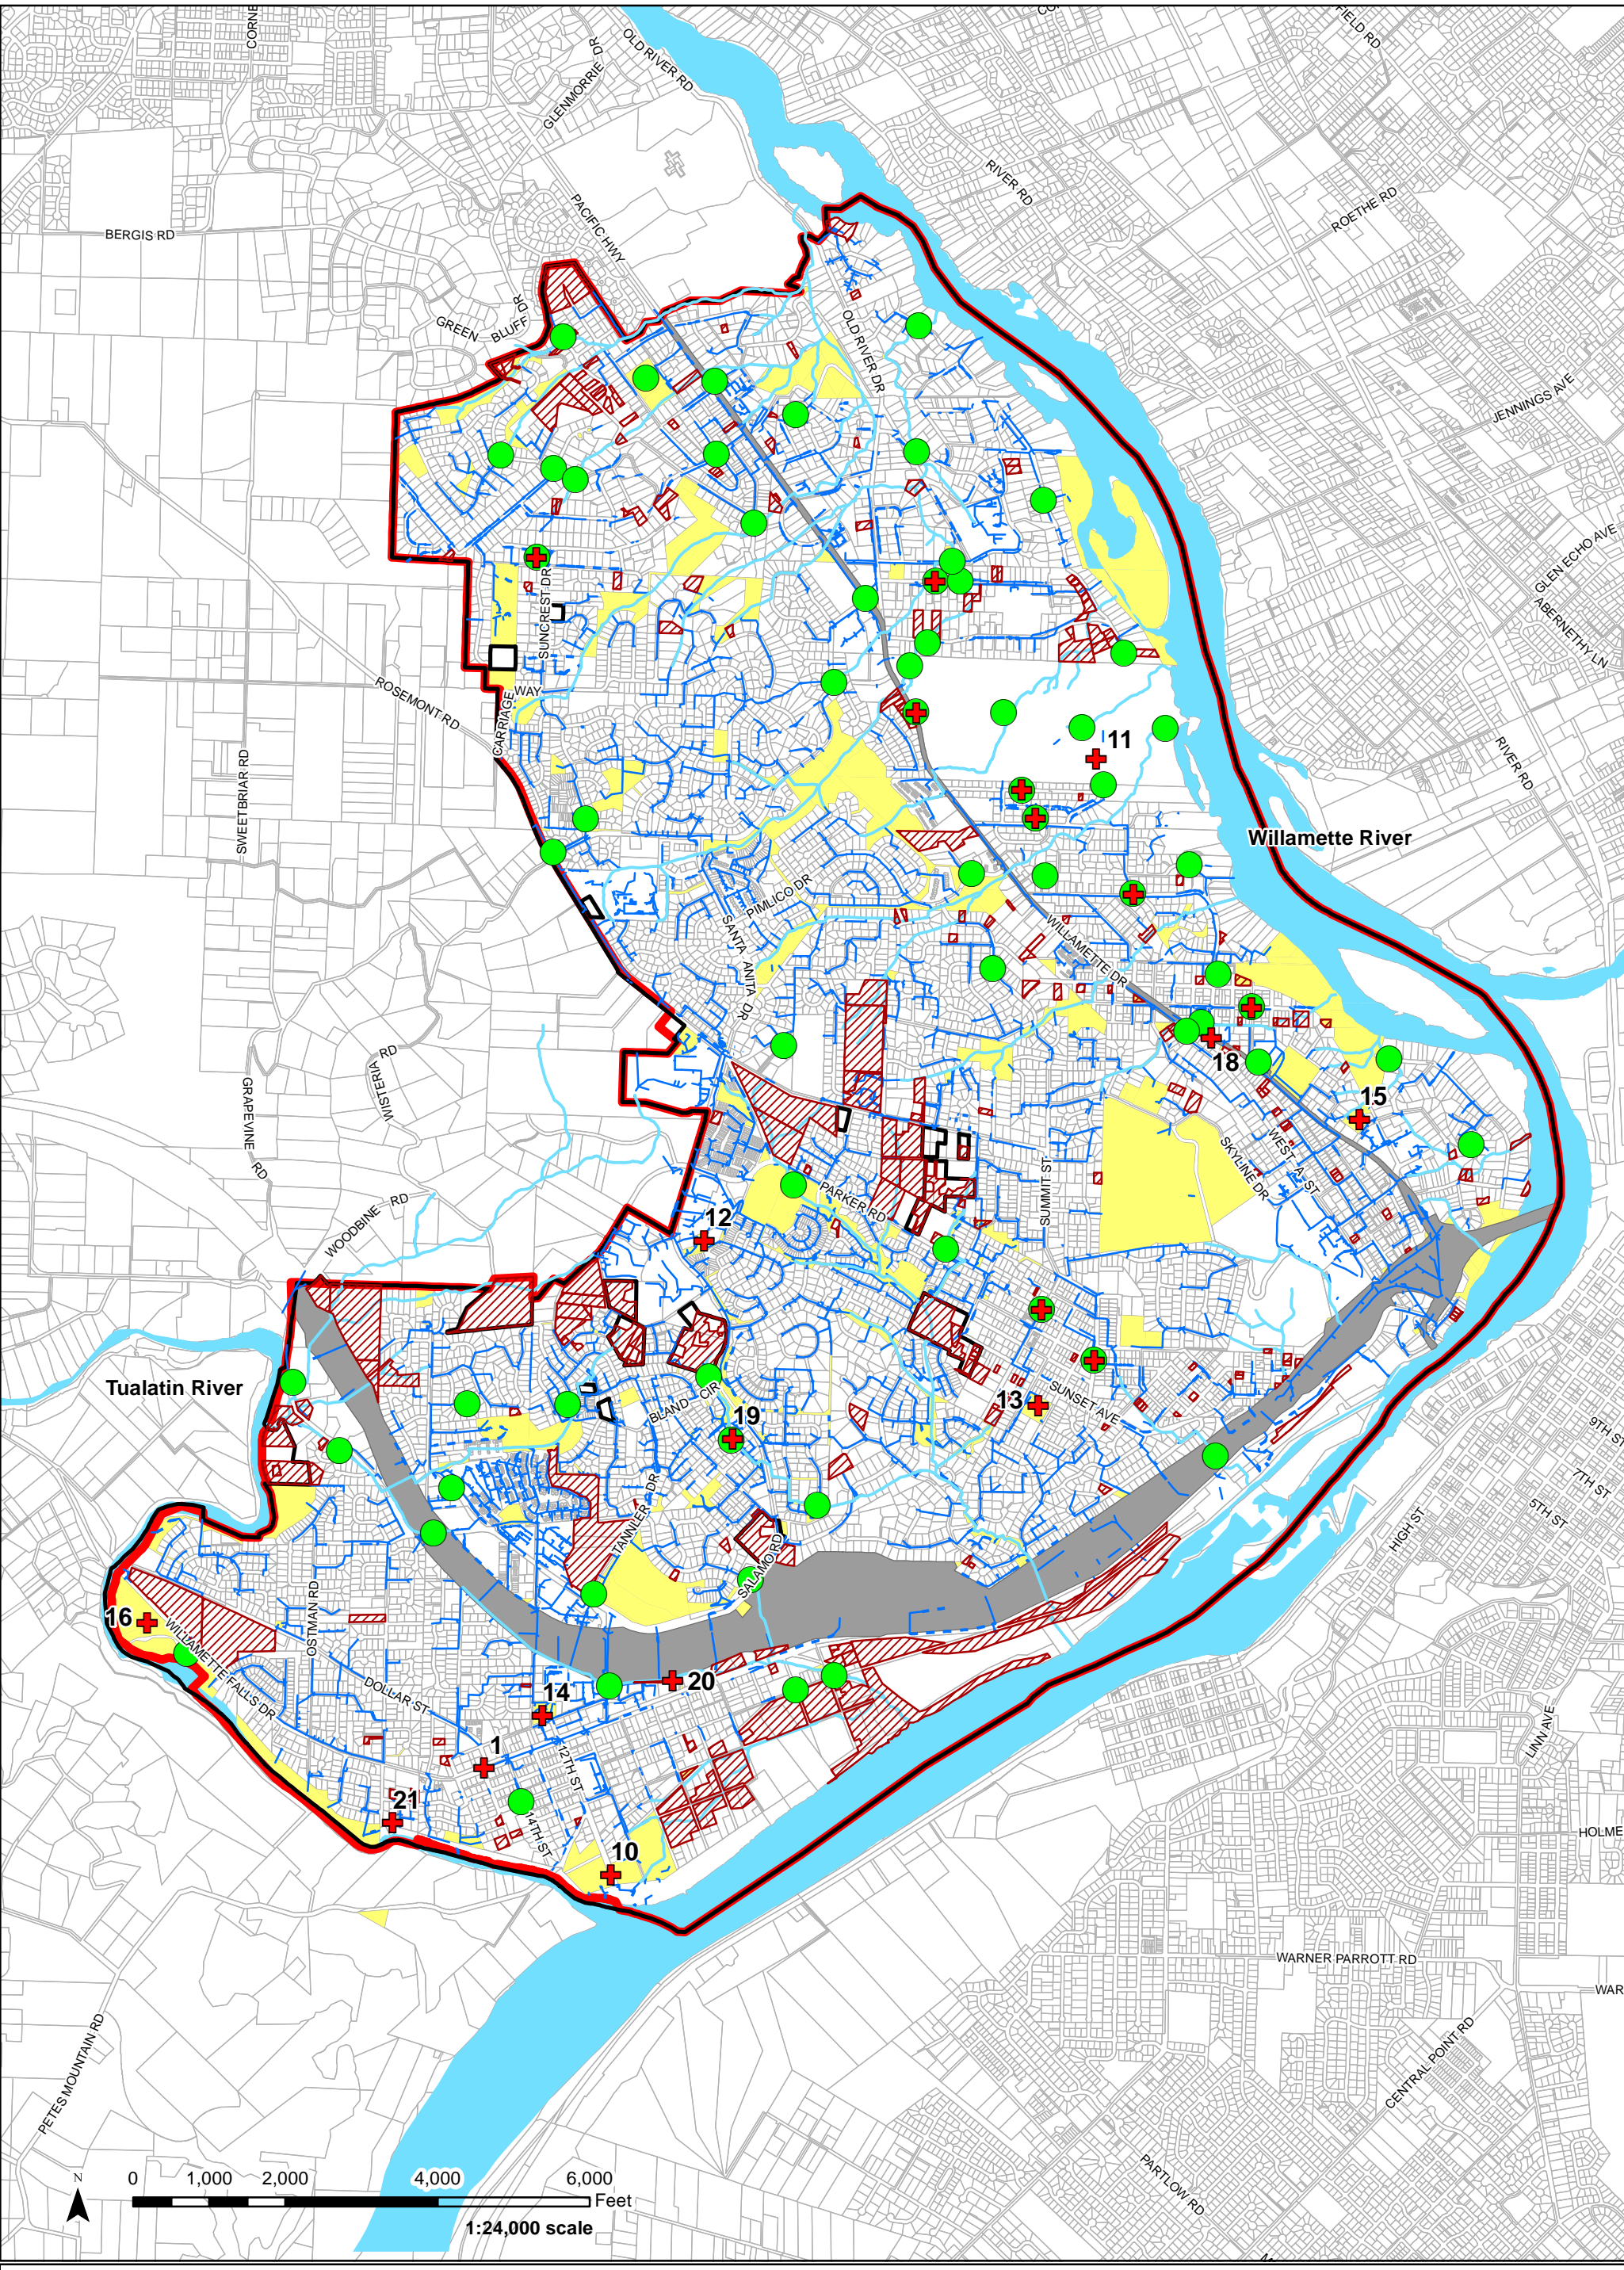 CORNE
GLENMORRIE DR
OLD RIVER RD
FIELD RD
RIVER RD
ROETHE RD
BERGIS RD
PACIFIC HWY
GREEN BLUFF DR
OLD RIVER DR
JENNINGS AVE
GLEN ECHO AVE
ABERNETHY LN
SUNCREST DR
ROSEMONT RD
CARRIAGE WAY
SWEETBRIAR RD
11
RIVER RD
Willamette River
PIMLICO DR
SANTA ANITA DR
WILLAMETTE DR
GRAPEVINE RD
WISTERIA RD
18
15
SKYLINE DR
WEST A ST
SUMMIT ST
PARKER RD
12
WOODBINE RD
Tualatin River
BLAND CIR
19
13
SUNSET AVE
9TH ST
7TH ST
5TH ST
HIGH ST
TANNLER DR
SALAMO RD
16
OSTMAN RD
WILLAMETTE FALLS DR
DOLLAR ST
14
20
1
12TH ST
21
14TH ST
10
LINN AVE
HOLME
WARNER PARROTT RD
WAR
PETES MOUNTAIN RD
CENTRAL POINT RD
PARTLOW RD
N
0 1,000 2,000 4,000 6,000
Feet
1:24,000 scale